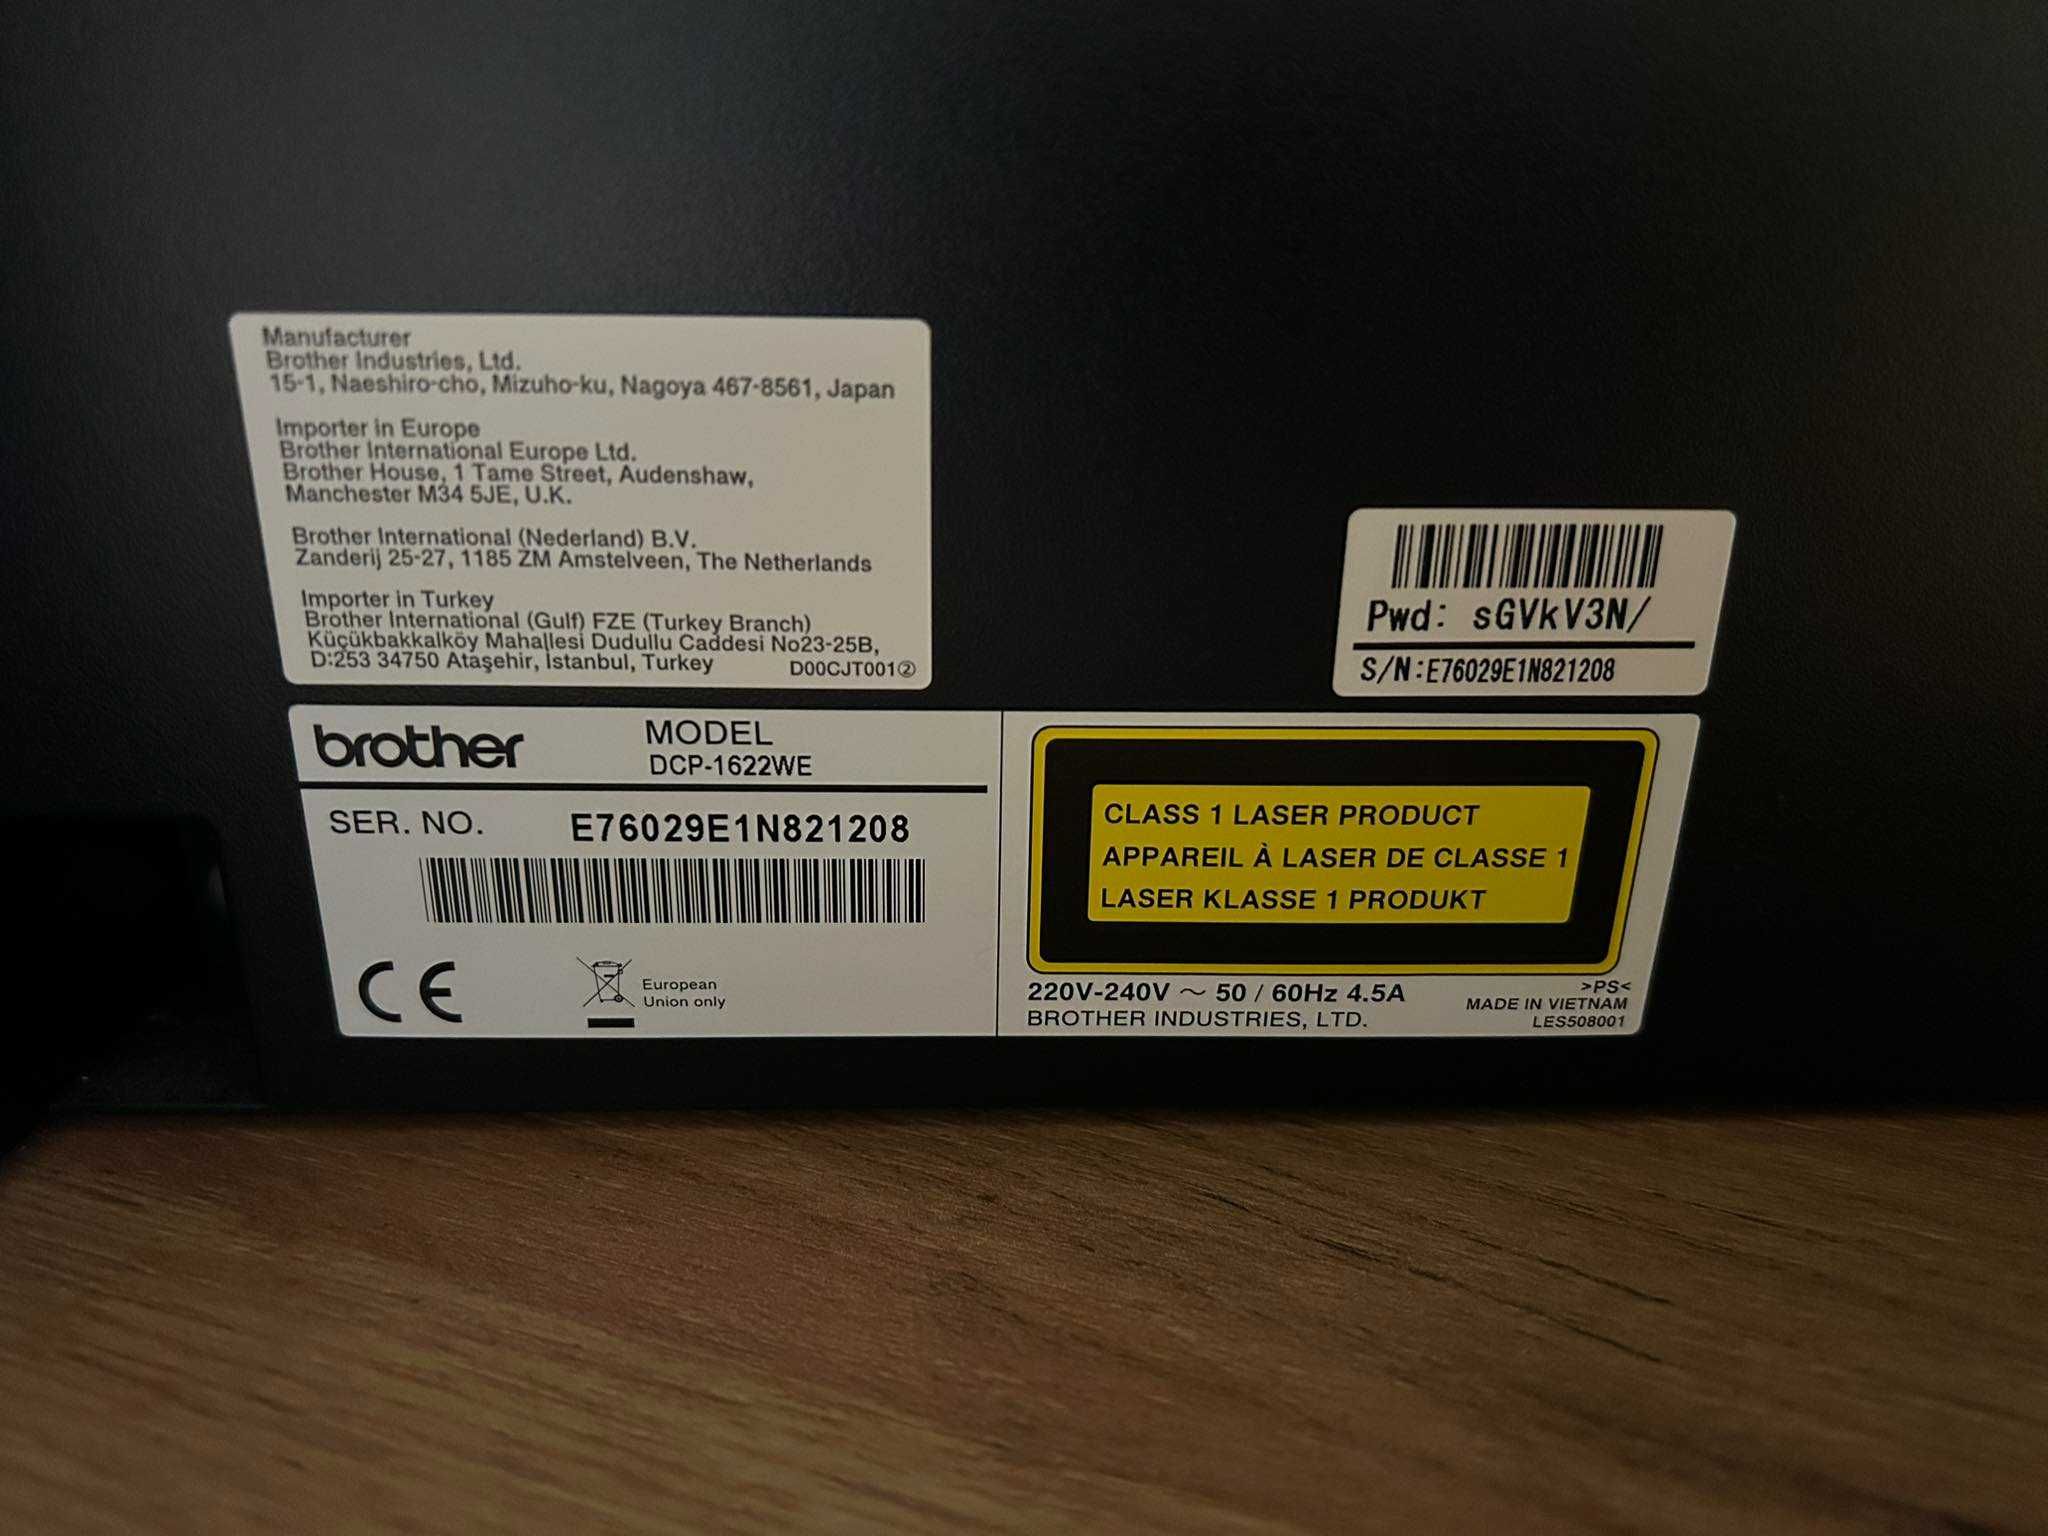 Manufacturer
Brother Industries, Ltd.
15-1, Naeshiro-cho, Mizuho-ku, Nagoya 467-8561, Japan
Importer in Europe
Brother International Europe Ltd.
Brother House, 1 Tame Street, Audenshaw,
Manchester M34 5JE, U.K.
Brother International (Nederland) B.V.
Zanderij 25-27, 1185 ZM Amstelveen, The Netherlands
Importer in Turkey
Brother International (Gulf) FZE (Turkey Branch)
Küçükbakkalköy Mahallesi Dudullu Caddesi No23-25B,
D:253 34750 Ataşehir, İstanbul, Turkey D00CJT001②
Pwd: sGVkV3N/
S/N:E76029E1N821208
brother
MODEL
DCP-1622WE
SER. NO. E76029E1N821208
CE
European
Union only
CLASS 1 LASER PRODUCT
APPAREIL À LASER DE CLASSE 1
LASER KLASSE 1 PRODUKT
220V-240V ～ 50 / 60Hz 4.5A
BROTHER INDUSTRIES, LTD.
>PS<
MADE IN VIETNAM
LES508001